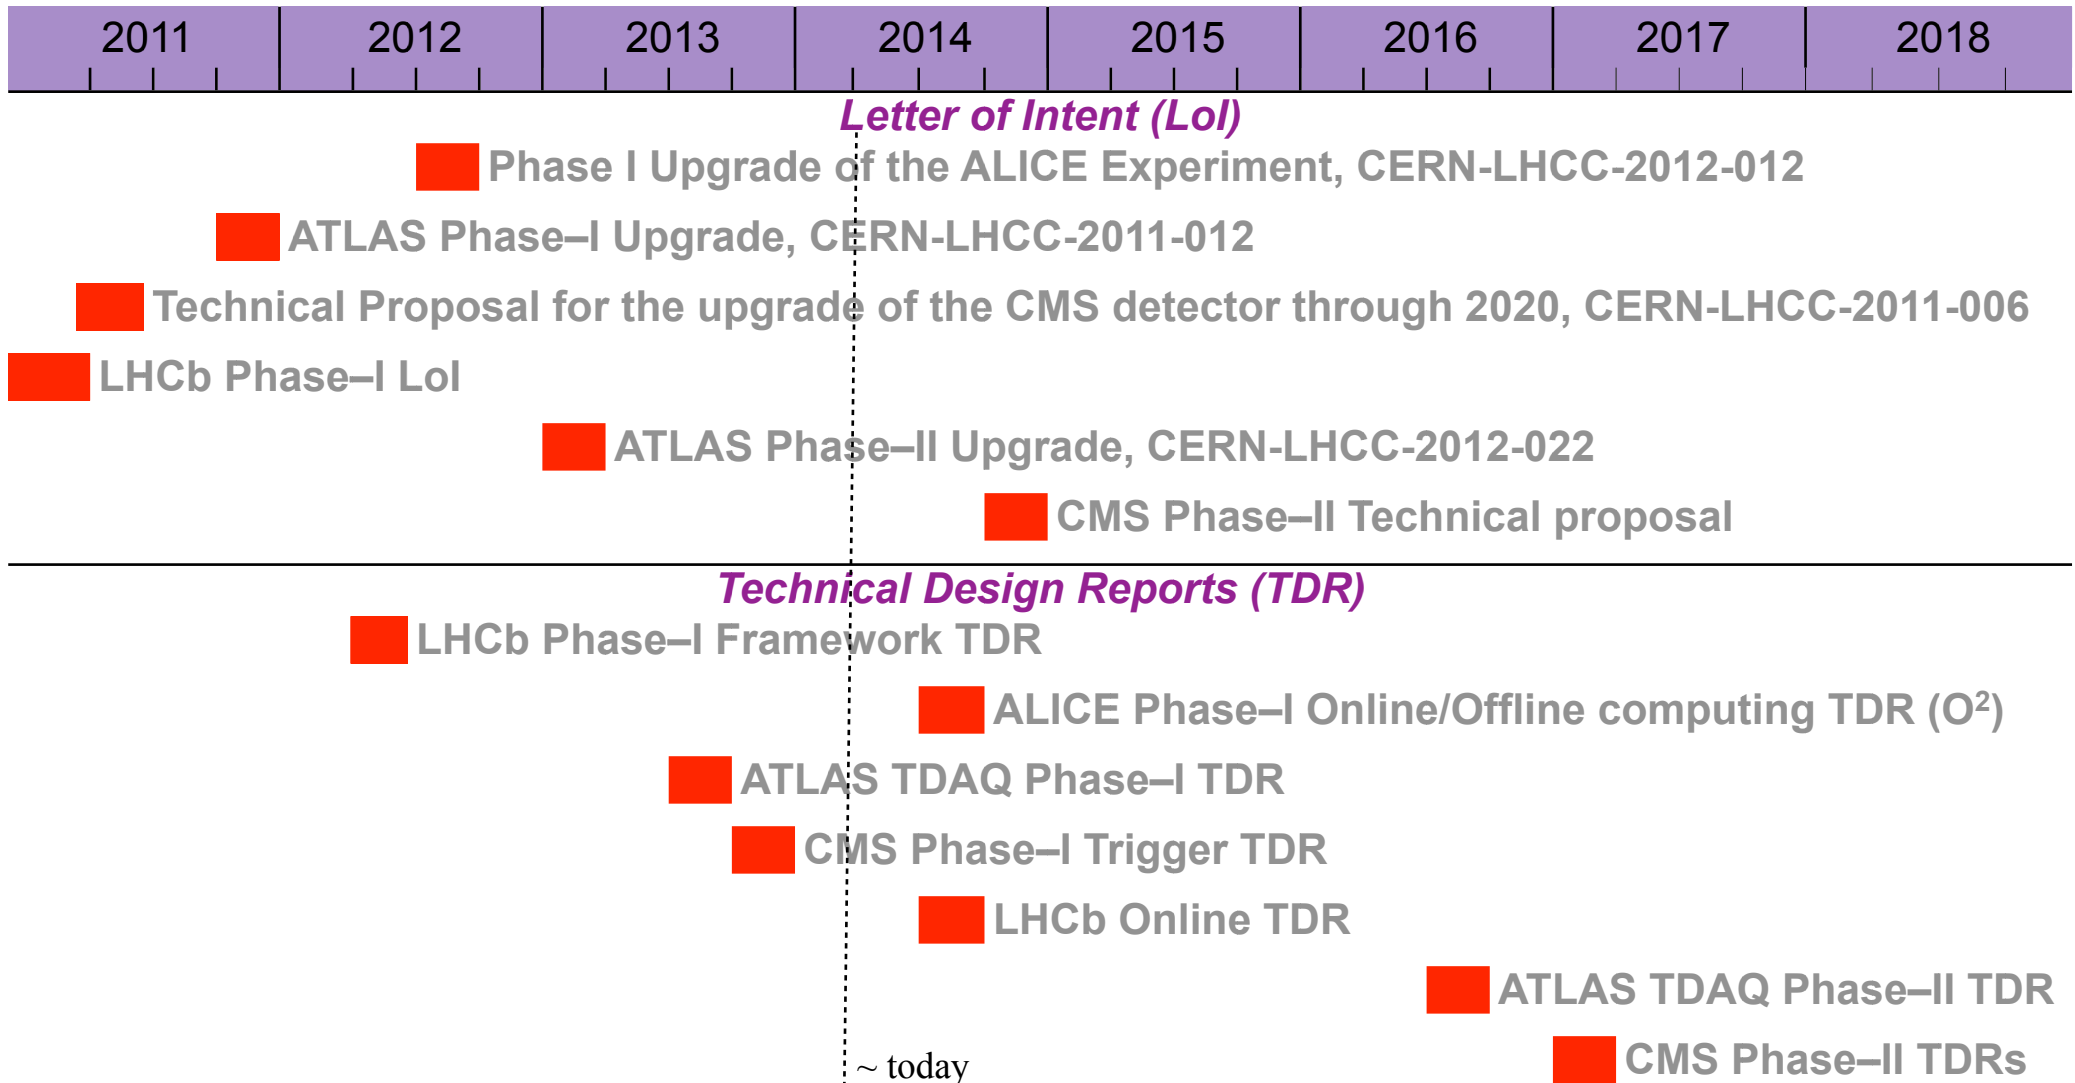 2011 2012 2013 2014 2015 2016 2017 2018
Letter of Intent (LoI)
Phase I Upgrade of the ALICE Experiment, CERN-LHCC-2012-012
ATLAS Phase–I Upgrade, CERN-LHCC-2011-012
Technical Proposal for the upgrade of the CMS detector through 2020, CERN-LHCC-2011-006
LHCb Phase–I LoI
ATLAS Phase–II Upgrade, CERN-LHCC-2012-022
CMS Phase–II Technical proposal
Technical Design Reports (TDR)
LHCb Phase–I Framework TDR
ALICE Phase–I Online/Offline computing TDR (O²)
ATLAS TDAQ Phase–I TDR
CMS Phase–I Trigger TDR
LHCb Online TDR
ATLAS TDAQ Phase–II TDR
CMS Phase–II TDRs
~ today